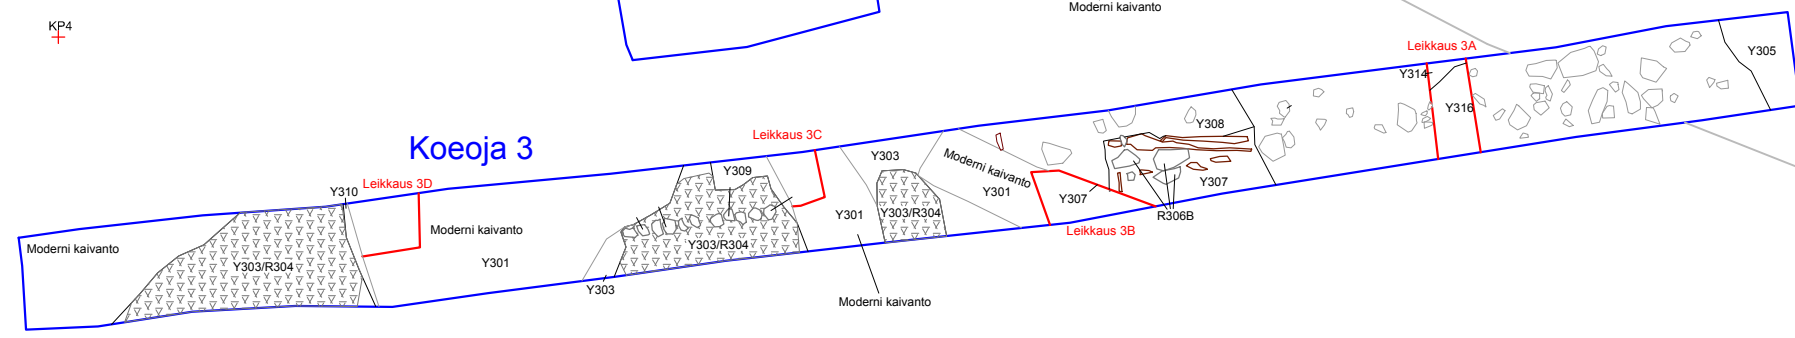 KP4
Moderni kaivanto
Leikkaus 3A
Y305
Y314
Y316
Koeoja 3
Leikkaus 3C
Y308
Y303
Moderni kaivanto
Y309
Y310
Leikkaus 3D
Y307
Y301
Y307
Y301
Y303/R304
R306B
Moderni kaivanto
Leikkaus 3B
Moderni kaivanto
Y303/R304
Y301
Y303/R304
Y303
Moderni kaivanto